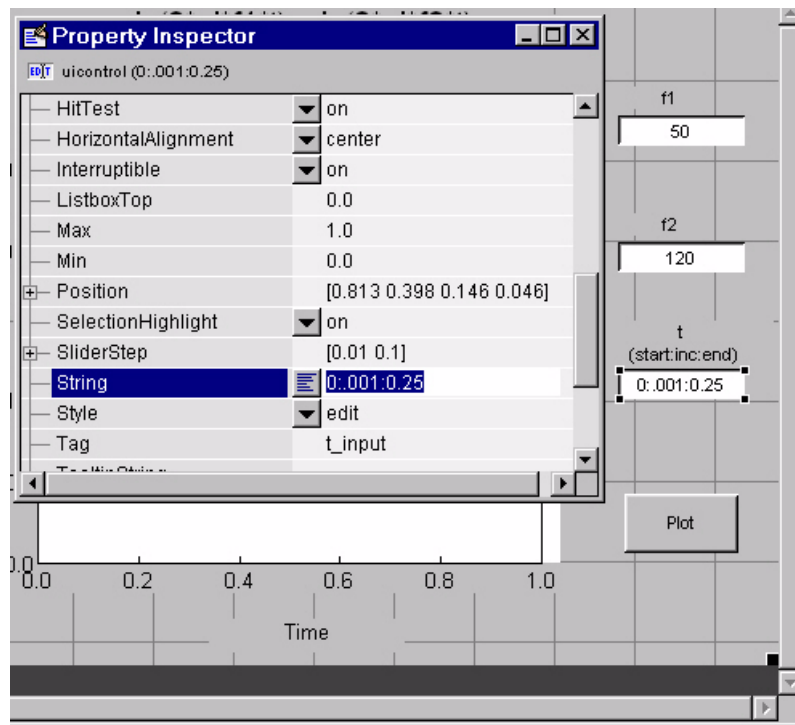 Property Inspector
EDIT uicontrol (0:.001:0.25)
HitTest on
HorizontalAlignment center
Interruptible on
ListboxTop 0.0
Max 1.0
Min 0.0
Position [0.813 0.398 0.146 0.046]
SelectionHighlight on
SliderStep [0.01 0.1]
String 0:.001:0.25
Style edit
Tag t_input
f1
50
f2
120
t
(start:inc:end)
0:.001:0.25
Plot
0.0
0.0 0.2 0.4 0.6 0.8 1.0
Time